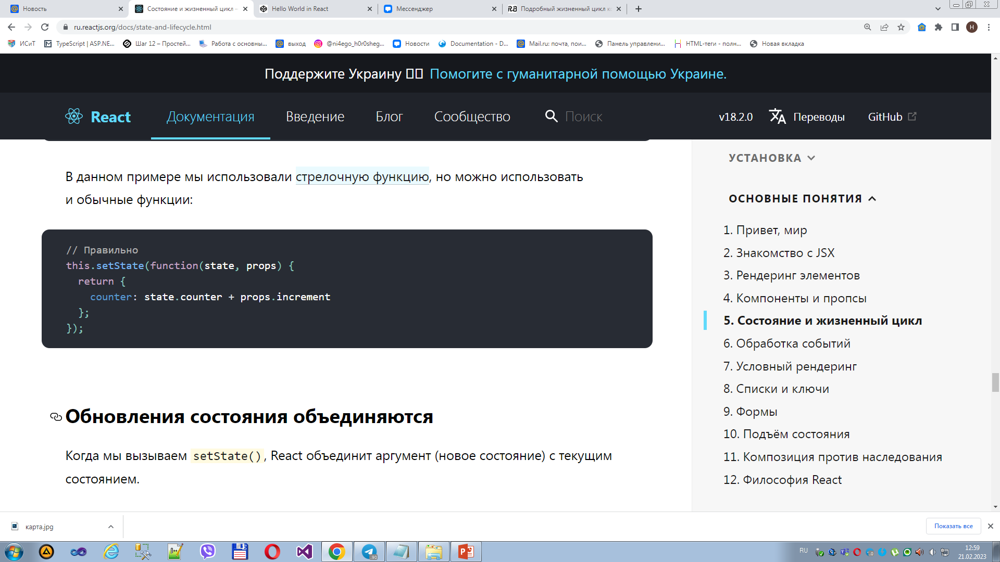 Новость
Состояние и жизненный цикл –
Hello World in React
Мессенджер
Подробный жизненный цикл
ru.reactjs.org/docs/state-and-lifecycle.html
Н
ИСиТ
TypeScript | ASP.NE...
Шаг 12 – Простей...
Работа с основны...
выход
@ni4ego_h0r0sheg...
Новости
Documentation - D...
Mail.ru: почта, пои...
Панель управлени...
HTML-теги - полн...
Новая вкладка
Поддержите Украину Помогите с гуманитарной помощью Украине.
React
Документация
Введение
Блог
Сообщество
Поиск
v18.2.0
Переводы
GitHub
В данном примере мы использовали стрелочную функцию, но можно использовать
и обычные функции:
// Правильно
this.setState(function(state, props) {
  return {
    counter: state.counter + props.increment
  };
});
Обновления состояния объединяются
Когда мы вызываем setState(), React объединит аргумент (новое состояние) с текущим
состоянием.
УСТАНОВКА
ОСНОВНЫЕ ПОНЯТИЯ
1. Привет, мир
2. Знакомство с JSX
3. Рендеринг элементов
4. Компоненты и пропсы
5. Состояние и жизненный цикл
6. Обработка событий
7. Условный рендеринг
8. Списки и ключи
9. Формы
10. Подъём состояния
11. Композиция против наследования
12. Философия React
карта.jpg
Показать все
RU
12:59
21.02.2023